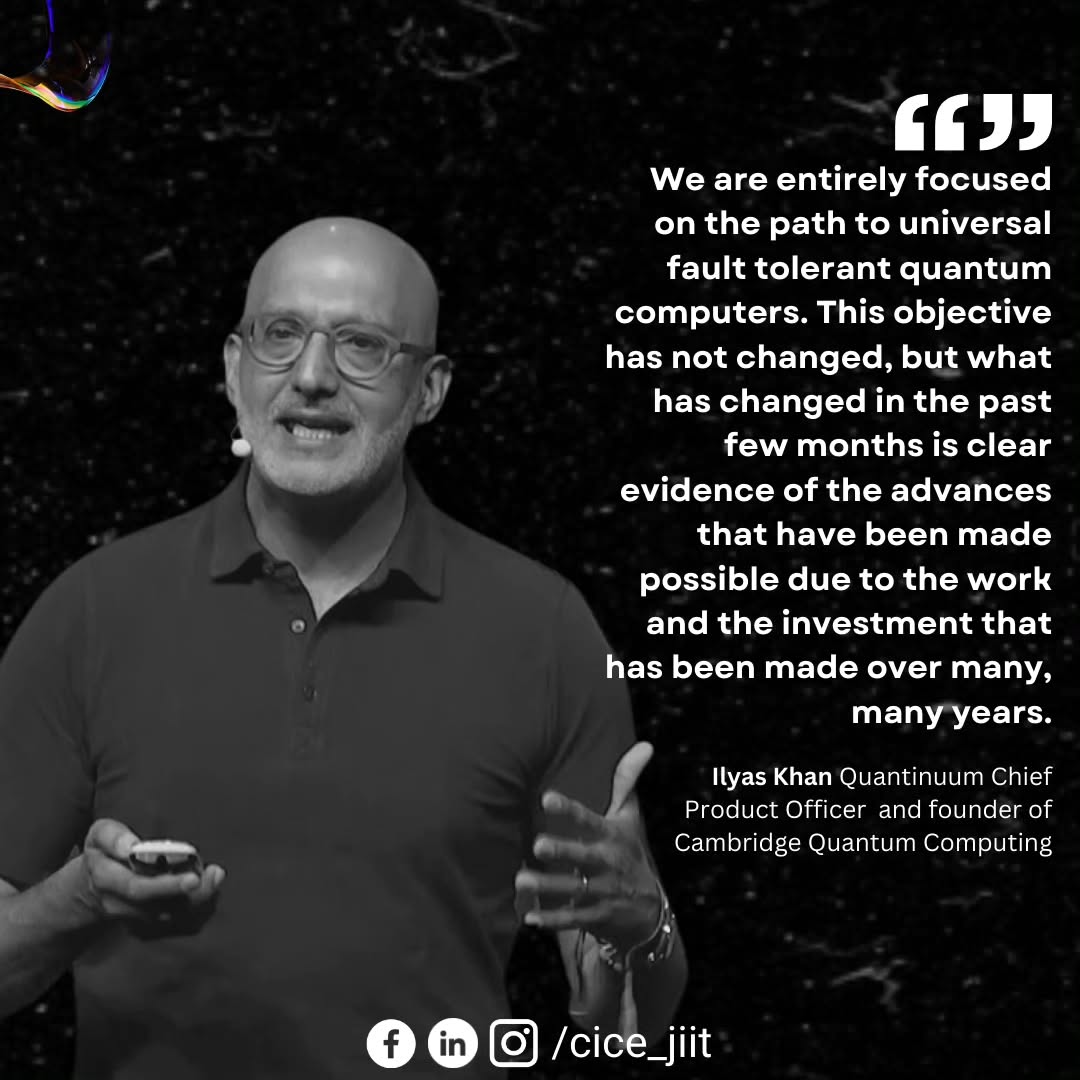 We are entirely focused
on the path to universal
fault tolerant quantum
computers. This objective
has not changed, but what
has changed in the past
few months is clear
evidence of the advances
that have been made
possible due to the work
and the investment that
has been made over many,
many years.
Ilyas Khan Quantinuum Chief
Product Officer and founder of
Cambridge Quantum Computing
/cice_jiit